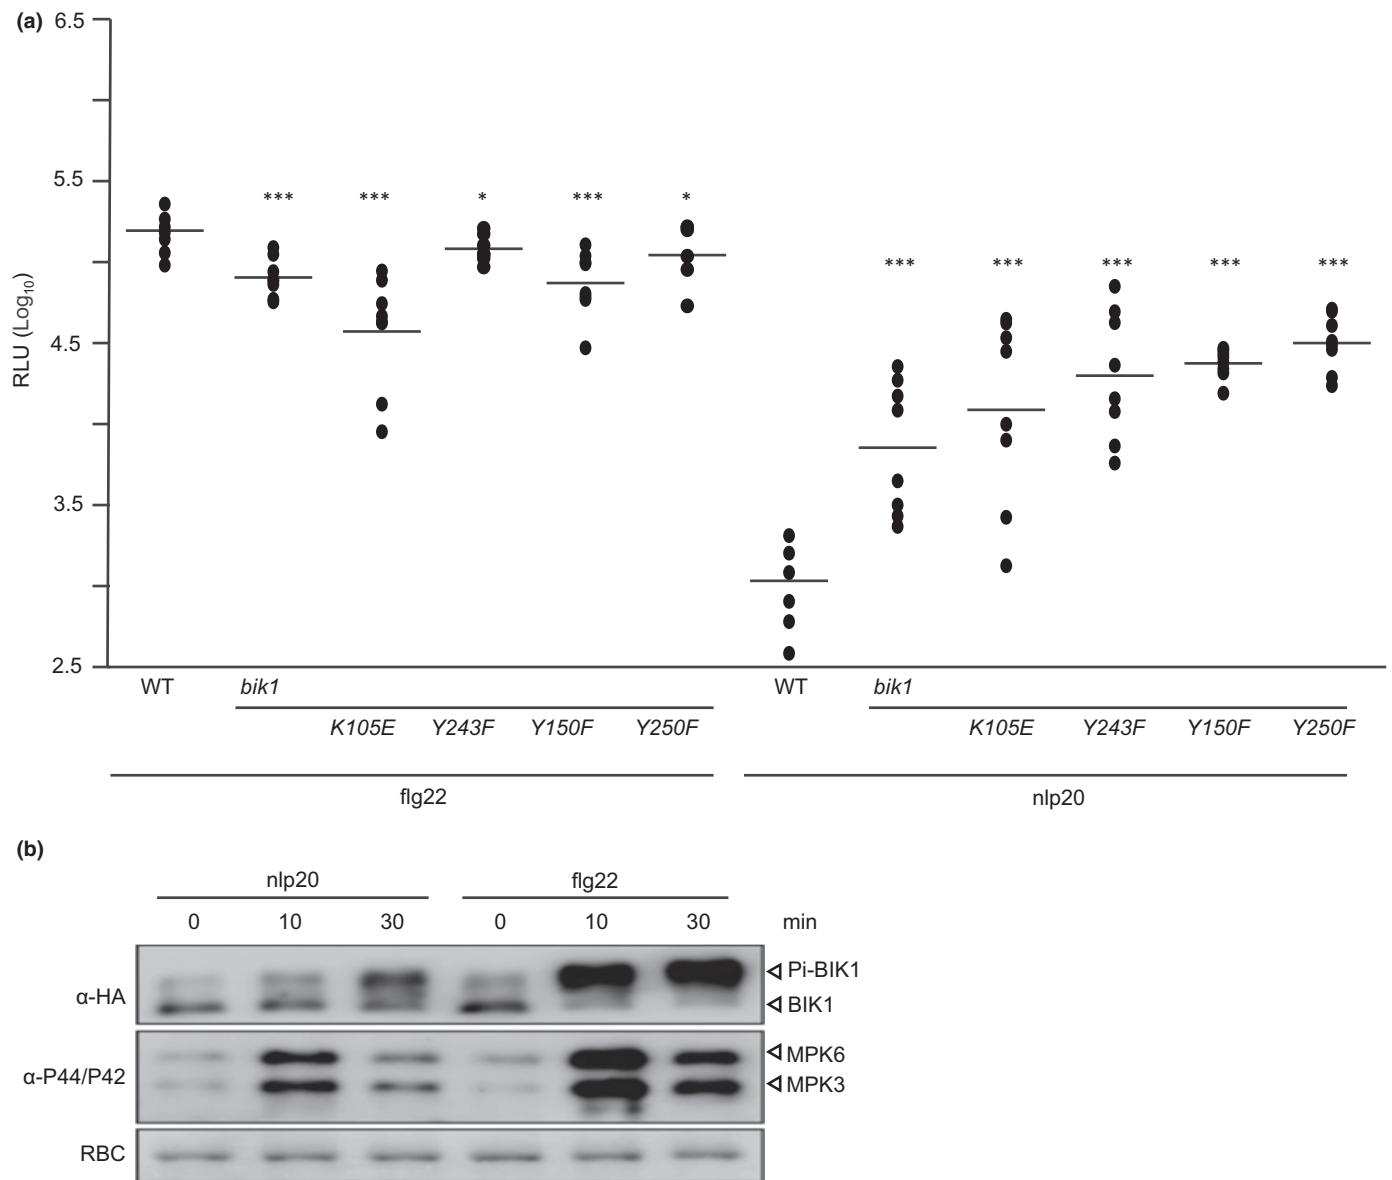 (a)
6.5
5.5
4.5
3.5
2.5
RLU (Log10)
*** *** * *** *
*** *** *** *** ***
WT bik1 WT bik1
K105E Y243F Y150F Y250F K105E Y243F Y150F Y250F
flg22 nlp20
(b)
nlp20 flg22
0 10 30 0 10 30 min
α-HA
Pi-BIK1
BIK1
α-P44/P42
MPK6
MPK3
RBC